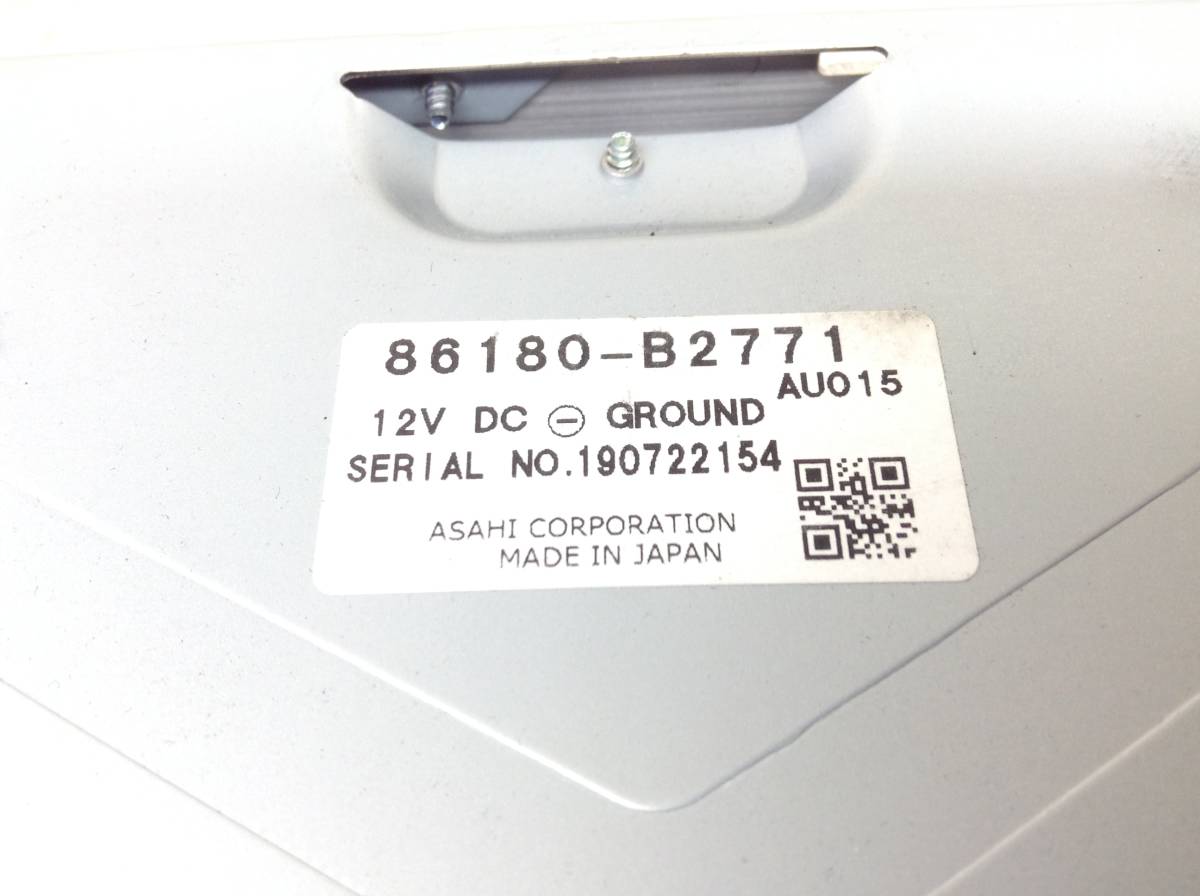 86180-B2771
AU015
12V DC ⊖ GROUND
SERIAL NO.190722154
ASAHI CORPORATION
MADE IN JAPAN